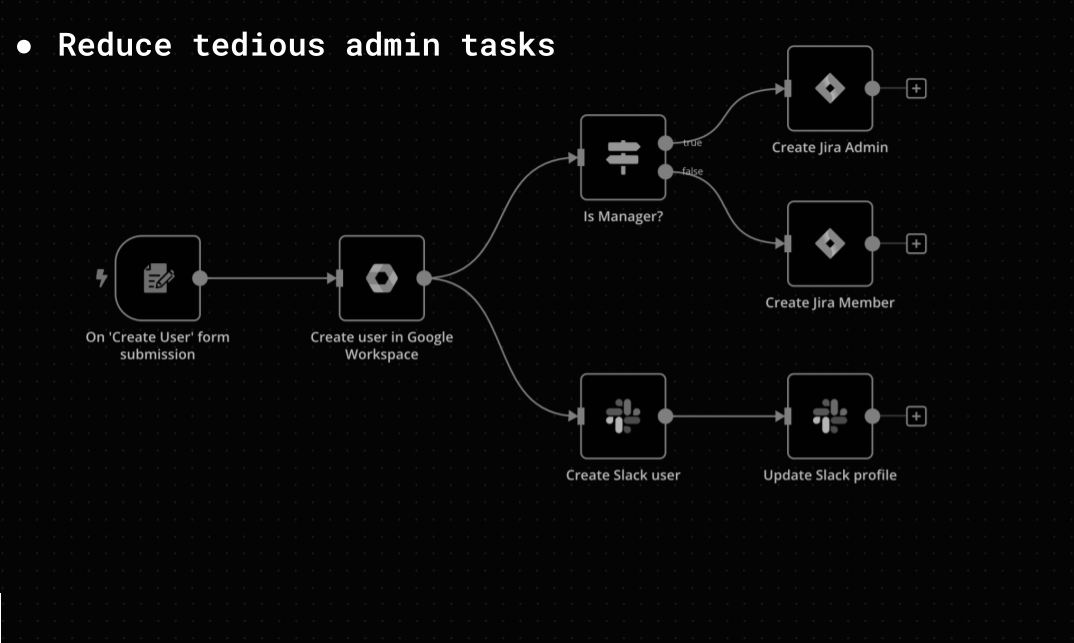 ● Reduce tedious admin tasks
true
Create Jira Admin
false
Is Manager?
Create Jira Member
On 'Create User' form
submission
Create user in Google
Workspace
Create Slack user
Update Slack profile